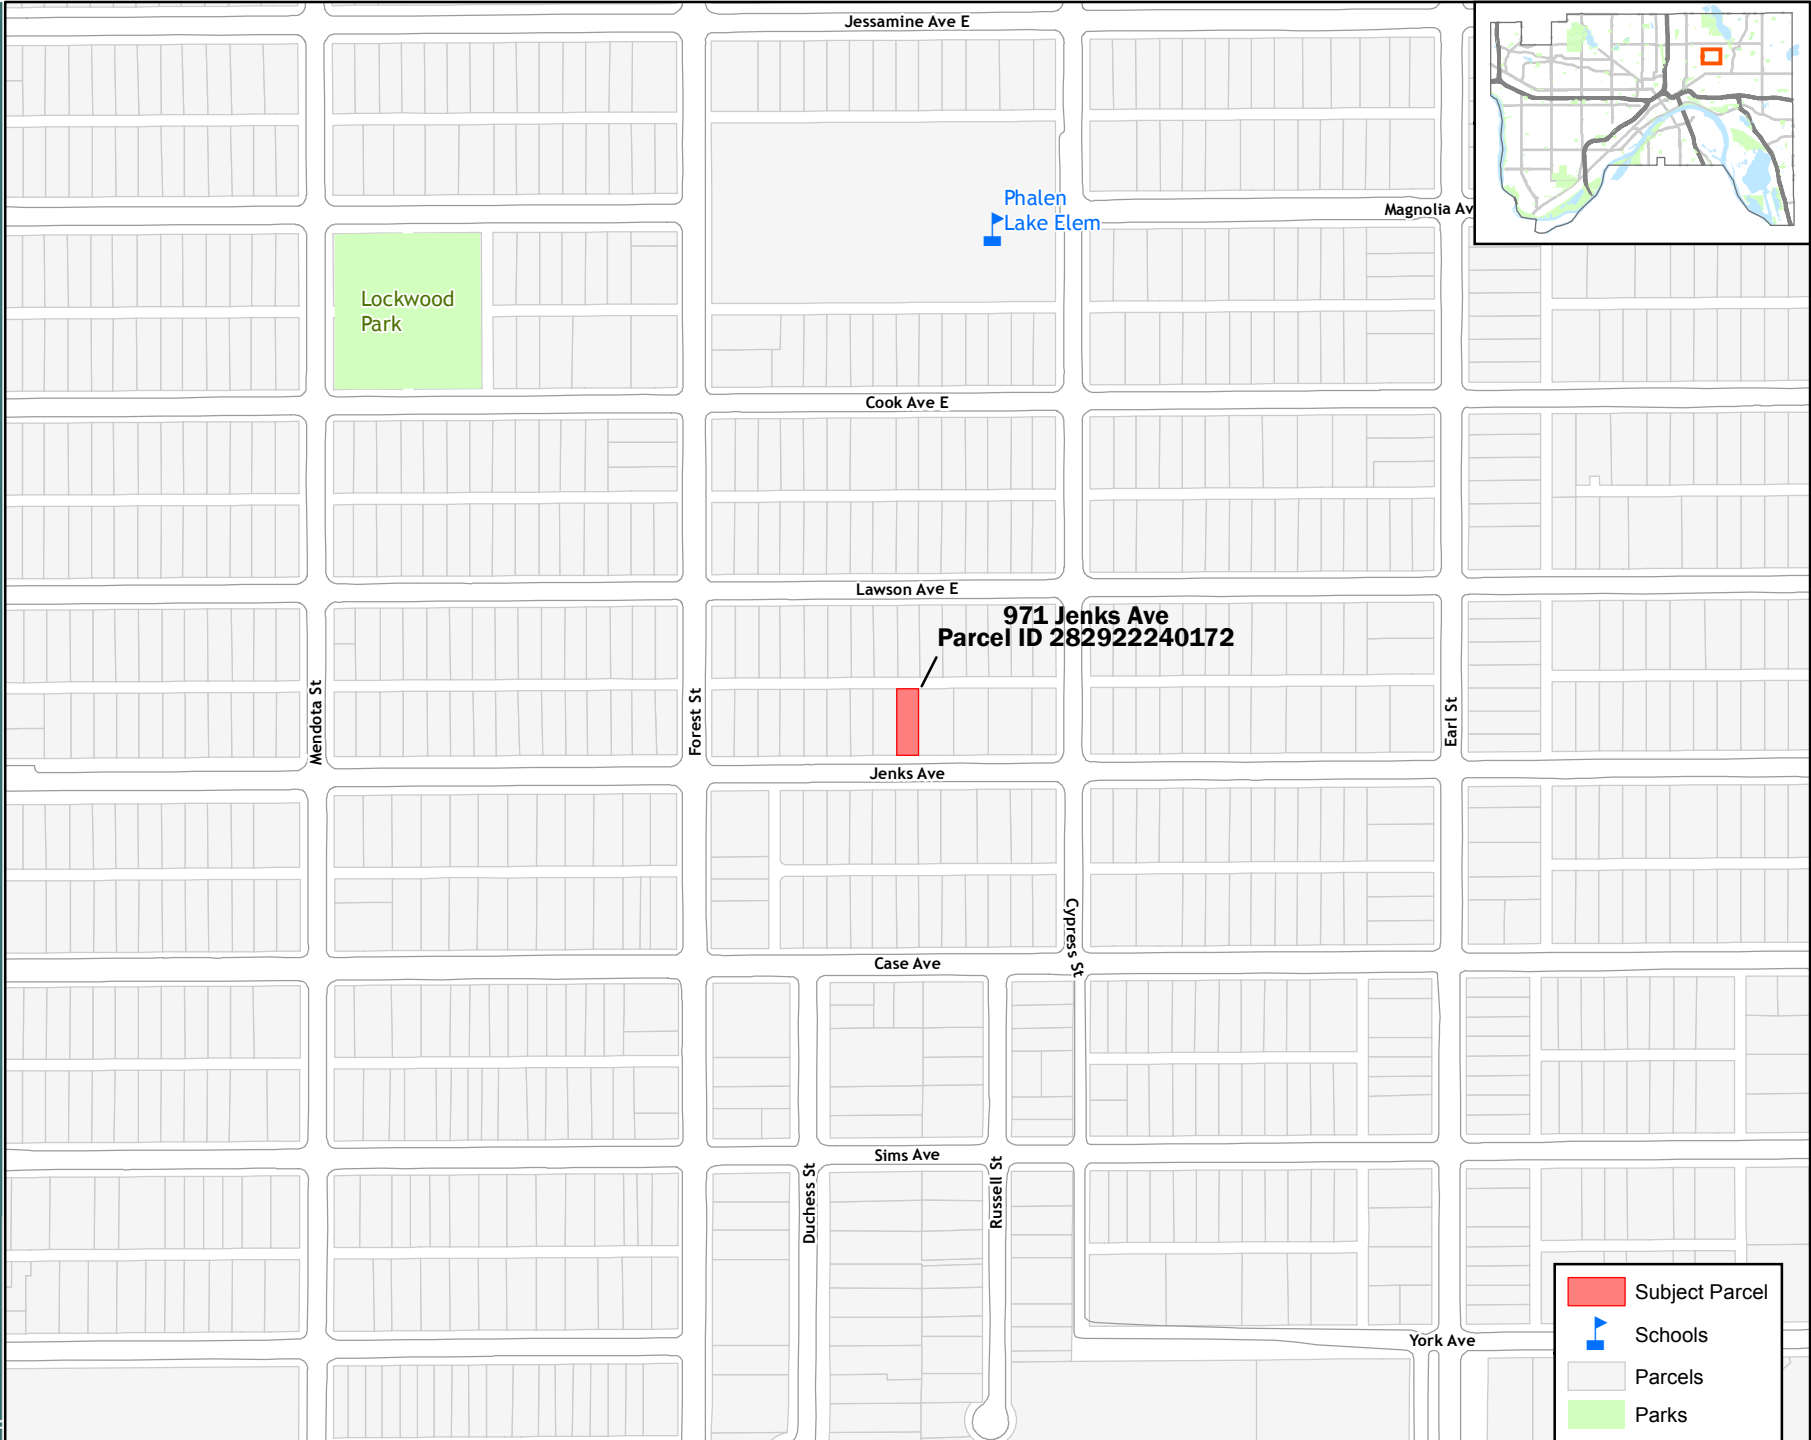 Jessamine Ave E
Phalen
Lake Elem
Magnolia Av
Lockwood
Park
Cook Ave E
Lawson Ave E
971 Jenks Ave
Parcel ID 282922240172
Mendota St
Forest St
Earl St
Jenks Ave
Cypress St
Case Ave
Sims Ave
Duchess St
Russell St
York Ave
Subject Parcel
Schools
Parcels
Parks